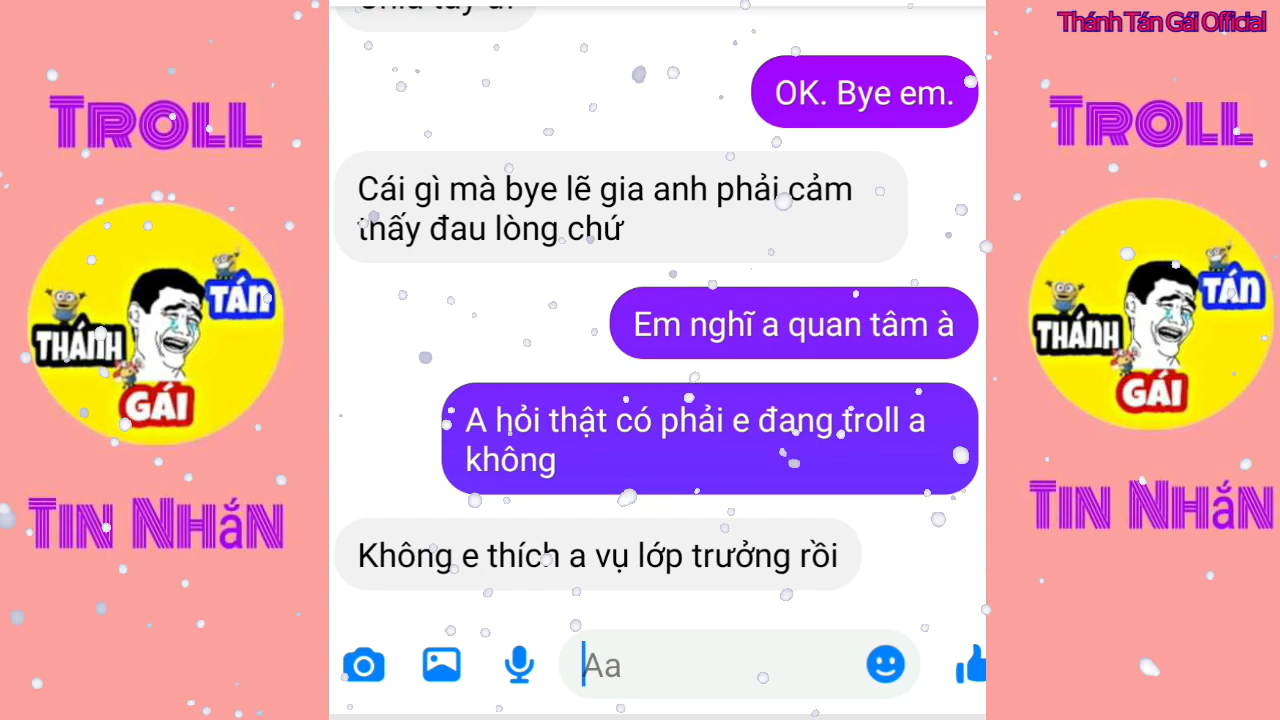 Thánh Tán Gái Official
OK. Bye em.
Cái gì mà bye lẽ gia anh phải cảm
thấy đau lòng chứ
Em nghĩ a quan tâm à
A hỏi thật có phải e đang troll a
không
Không e thích a vụ lớp trưởng rồi
Aa
TROLL
TÁN
THÁNH
GÁI
TIN NHắN
TROLL
TÁN
THÁNH
GÁI
TIN NHắN